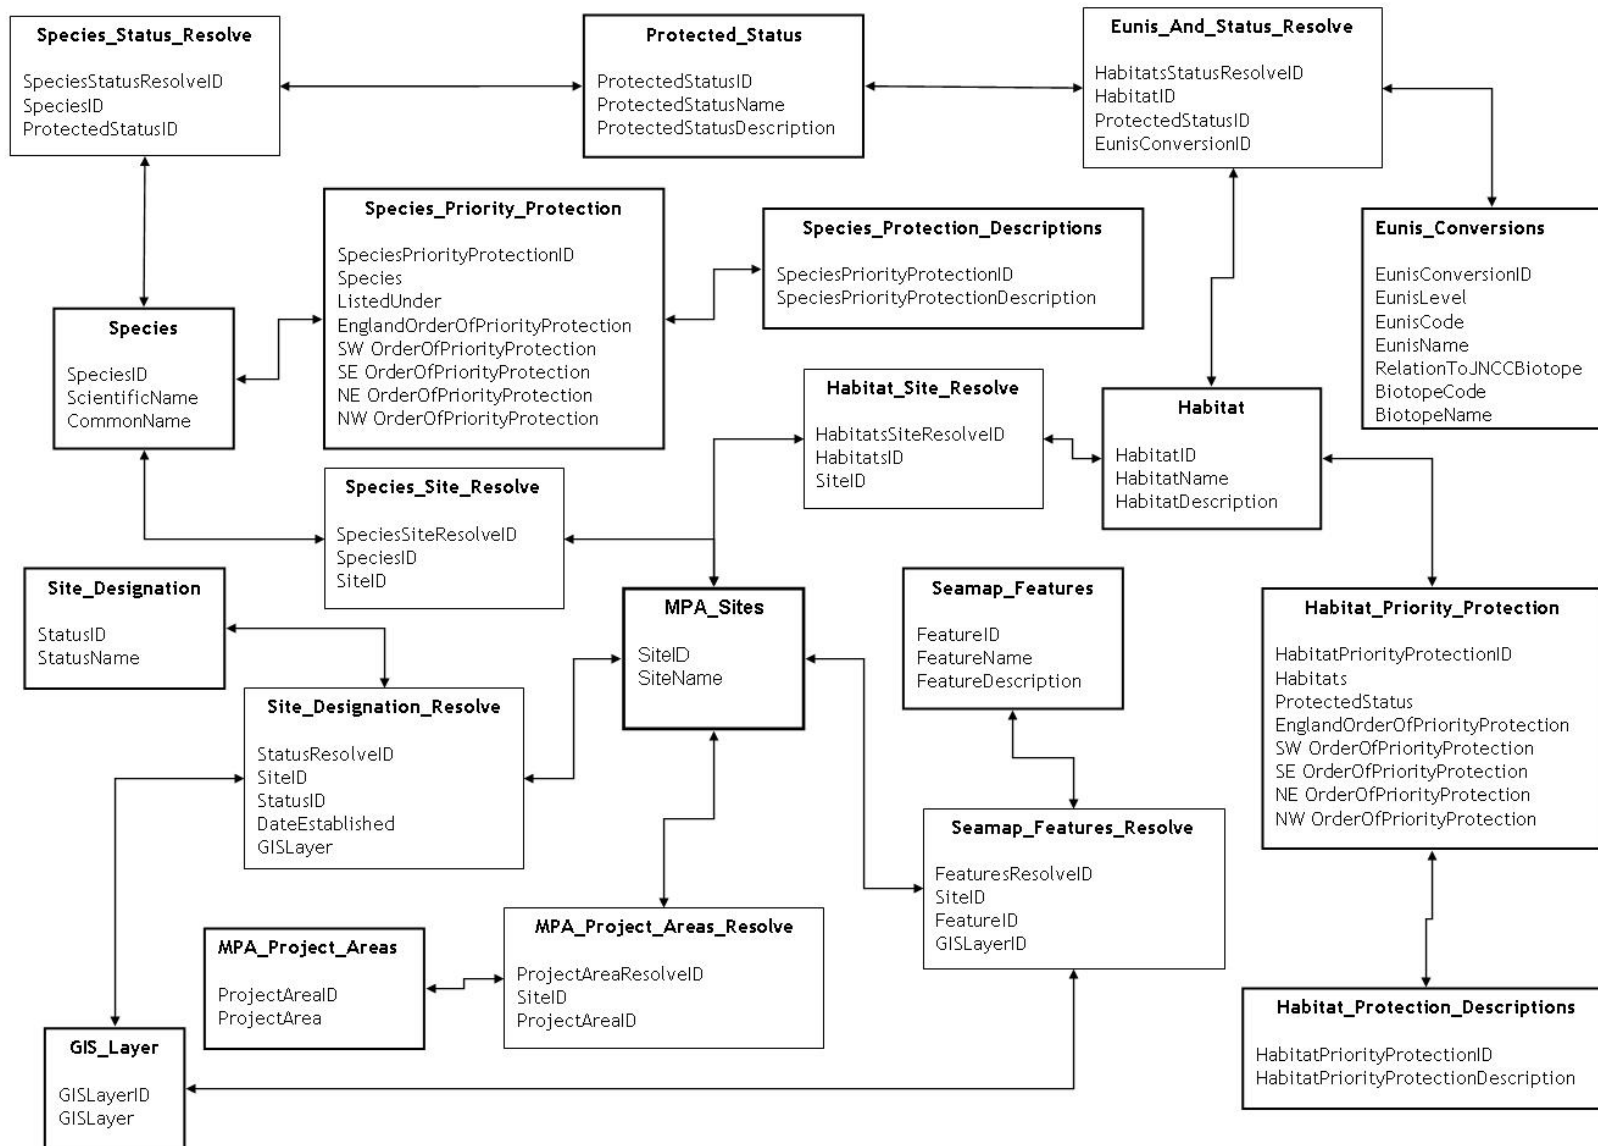 Species_Status_Resolve
SpeciesStatusResolveID
SpeciesID
ProtectedStatusID
Protected_Status
ProtectedStatusID
ProtectedStatusName
ProtectedStatusDescription
Eunis_And_Status_Resolve
HabitatsStatusResolveID
HabitatID
ProtectedStatusID
EunisConversionID
Species_Priority_Protection
SpeciesPriorityProtectionID
Species
ListedUnder
EnglandOrderOfPriorityProtection
SW OrderOfPriorityProtection
SE OrderOfPriorityProtection
NE OrderOfPriorityProtection
NW OrderOfPriorityProtection
Species_Protection_Descriptions
SpeciesPriorityProtectionID
SpeciesPriorityProtectionDescription
Eunis_Conversions
EunisConversionID
EunisLevel
EunisCode
EunisName
RelationToJNCCBiotope
BiotopeCode
BiotopeName
Species
SpeciesID
ScientificName
CommonName
Habitat_Site_Resolve
HabitatsSiteResolveID
HabitatsID
SiteID
Habitat
HabitatID
HabitatName
HabitatDescription
Species_Site_Resolve
SpeciesSiteResolveID
SpeciesID
SiteID
Site_Designation
StatusID
StatusName
MPA_Sites
SiteID
SiteName
Seamap_Features
FeatureID
FeatureName
FeatureDescription
Habitat_Priority_Protection
HabitatPriorityProtectionID
Habitats
ProtectedStatus
EnglandOrderOfPriorityProtection
SW OrderOfPriorityProtection
SE OrderOfPriorityProtection
NE OrderOfPriorityProtection
NW OrderOfPriorityProtection
Site_Designation_Resolve
StatusResolveID
SiteID
StatusID
DateEstablished
GISLayer
Seamap_Features_Resolve
FeaturesResolveID
SiteID
FeatureID
GISLayerID
MPA_Project_Areas
ProjectAreaID
ProjectArea
MPA_Project_Areas_Resolve
ProjectAreaResolveID
SiteID
ProjectAreaID
Habitat_Protection_Descriptions
HabitatPriorityProtectionID
HabitatPriorityProtectionDescription
GIS_Layer
GISLayerID
GISLayer